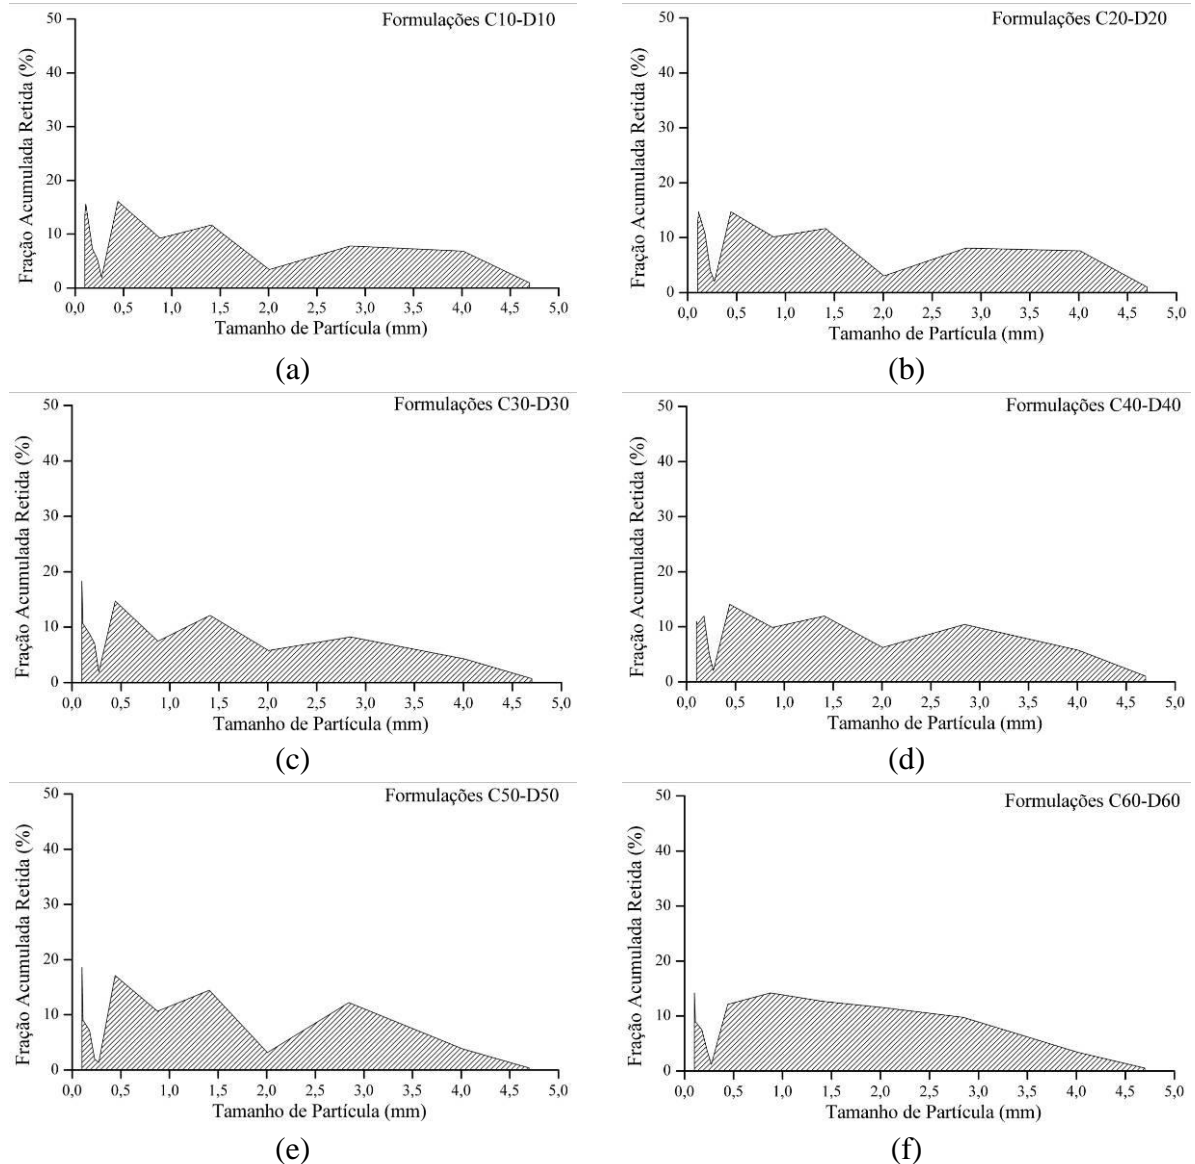 Formulações C10-D10
Fração Acumulada Retida (%)
50
40
30
20
10
0
0,0 0,5 1,0 1,5 2,0 2,5 3,0 3,5 4,0 4,5 5,0
Tamanho de Partícula (mm)
(a)
Formulações C20-D20
Fração Acumulada Retida (%)
50
40
30
20
10
0
0,0 0,5 1,0 1,5 2,0 2,5 3,0 3,5 4,0 4,5 5,0
Tamanho de Partícula (mm)
(b)
Formulações C30-D30
Fração Acumulada Retida (%)
50
40
30
20
10
0
0,0 0,5 1,0 1,5 2,0 2,5 3,0 3,5 4,0 4,5 5,0
Tamanho de Partícula (mm)
(c)
Formulações C40-D40
Fração Acumulada Retida (%)
50
40
30
20
10
0
0,0 0,5 1,0 1,5 2,0 2,5 3,0 3,5 4,0 4,5 5,0
Tamanho de Partícula (mm)
(d)
Formulações C50-D50
Fração Acumulada Retida (%)
50
40
30
20
10
0
0,0 0,5 1,0 1,5 2,0 2,5 3,0 3,5 4,0 4,5 5,0
Tamanho de Partícula (mm)
(e)
Formulações C60-D60
Fração Acumulada Retida (%)
50
40
30
20
10
0
0,0 0,5 1,0 1,5 2,0 2,5 3,0 3,5 4,0 4,5 5,0
Tamanho de Partícula (mm)
(f)